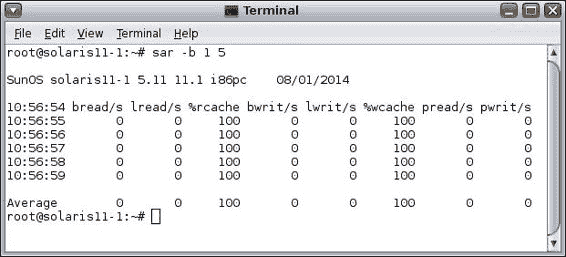 Terminal
File Edit View Terminal Help
root@solaris11-1:~# sar -b 1 5
SunOS solaris11-1 5.11 11.1 i86pc    08/01/2014
10:56:54 bread/s lread/s %rcache bwrit/s lwrit/s %wcache pread/s pwrit/s
10:56:55       0       0     100       0       0     100       0       0
10:56:56       0       0     100       0       0     100       0       0
10:56:57       0       0     100       0       0     100       0       0
10:56:58       0       0     100       0       0     100       0       0
10:56:59       0       0     100       0       0     100       0       0
Average        0       0     100       0       0     100       0       0
root@solaris11-1:~#